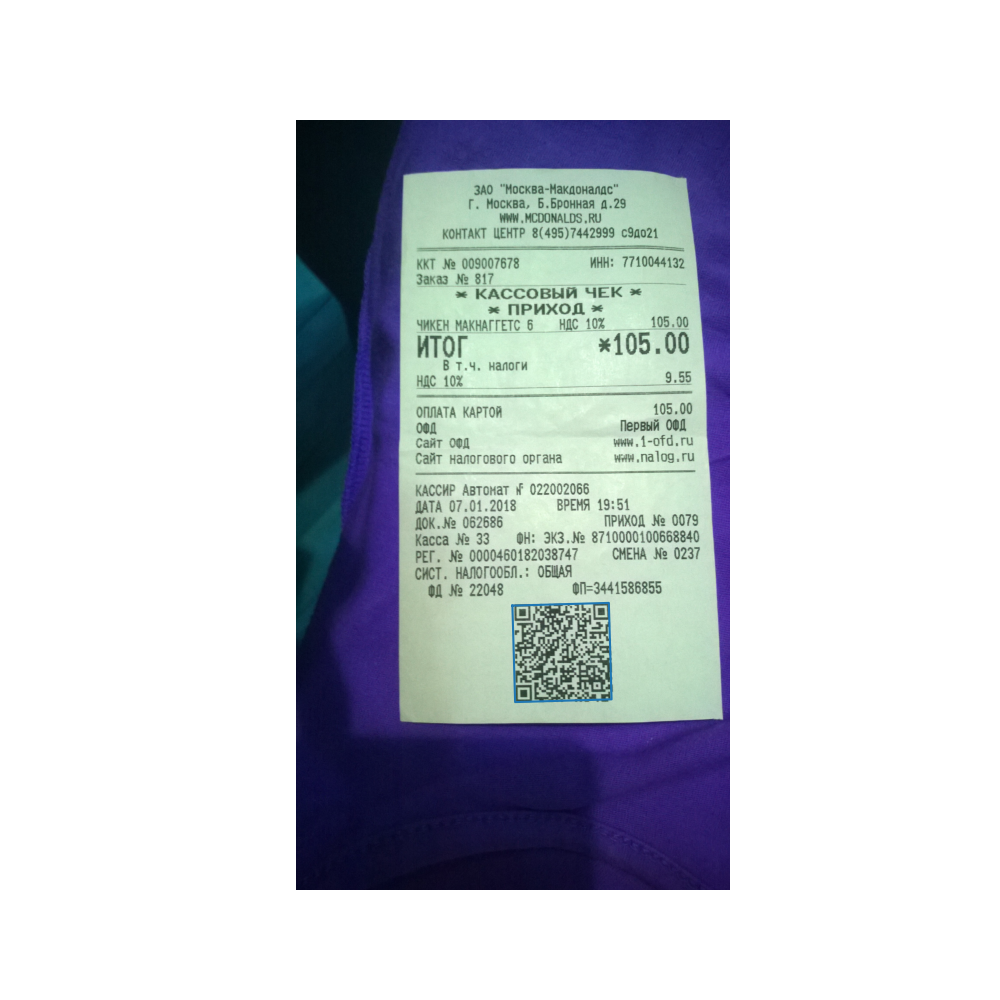 ЗАО "Москва-Макдоналдс"
Г. Москва, Б.Бронная д.29
WWW.MCDONALDS.RU
КОНТАКТ ЦЕНТР 8(495)7442999 с9до21
ККТ № 009007678 ИНН: 7710044132
Заказ № 817
* КАССОВЫЙ ЧЕК *
* ПРИХОД *
ЧИКЕН МАКНАГГЕТС 6 НДС 10% 105.00
ИТОГ *105.00
В т.ч. налоги
НДС 10% 9.55
ОПЛАТА КАРТОЙ 105.00
ОФД Первый ОФД
Сайт ОФД www.1-ofd.ru
Сайт налогового органа www.nalog.ru
КАССИР Автомат № 022002066
ДАТА 07.01.2018 ВРЕМЯ 19:51
ДОК.№ 062686 ПРИХОД № 0079
Касса № 33 ФН: ЭКЗ.№ 8710000100668840
РЕГ. № 0000460182038747 СМЕНА № 0237
СИСТ. НАЛОГООБЛ.: ОБЩАЯ
ФД № 22048 ФП=3441586855